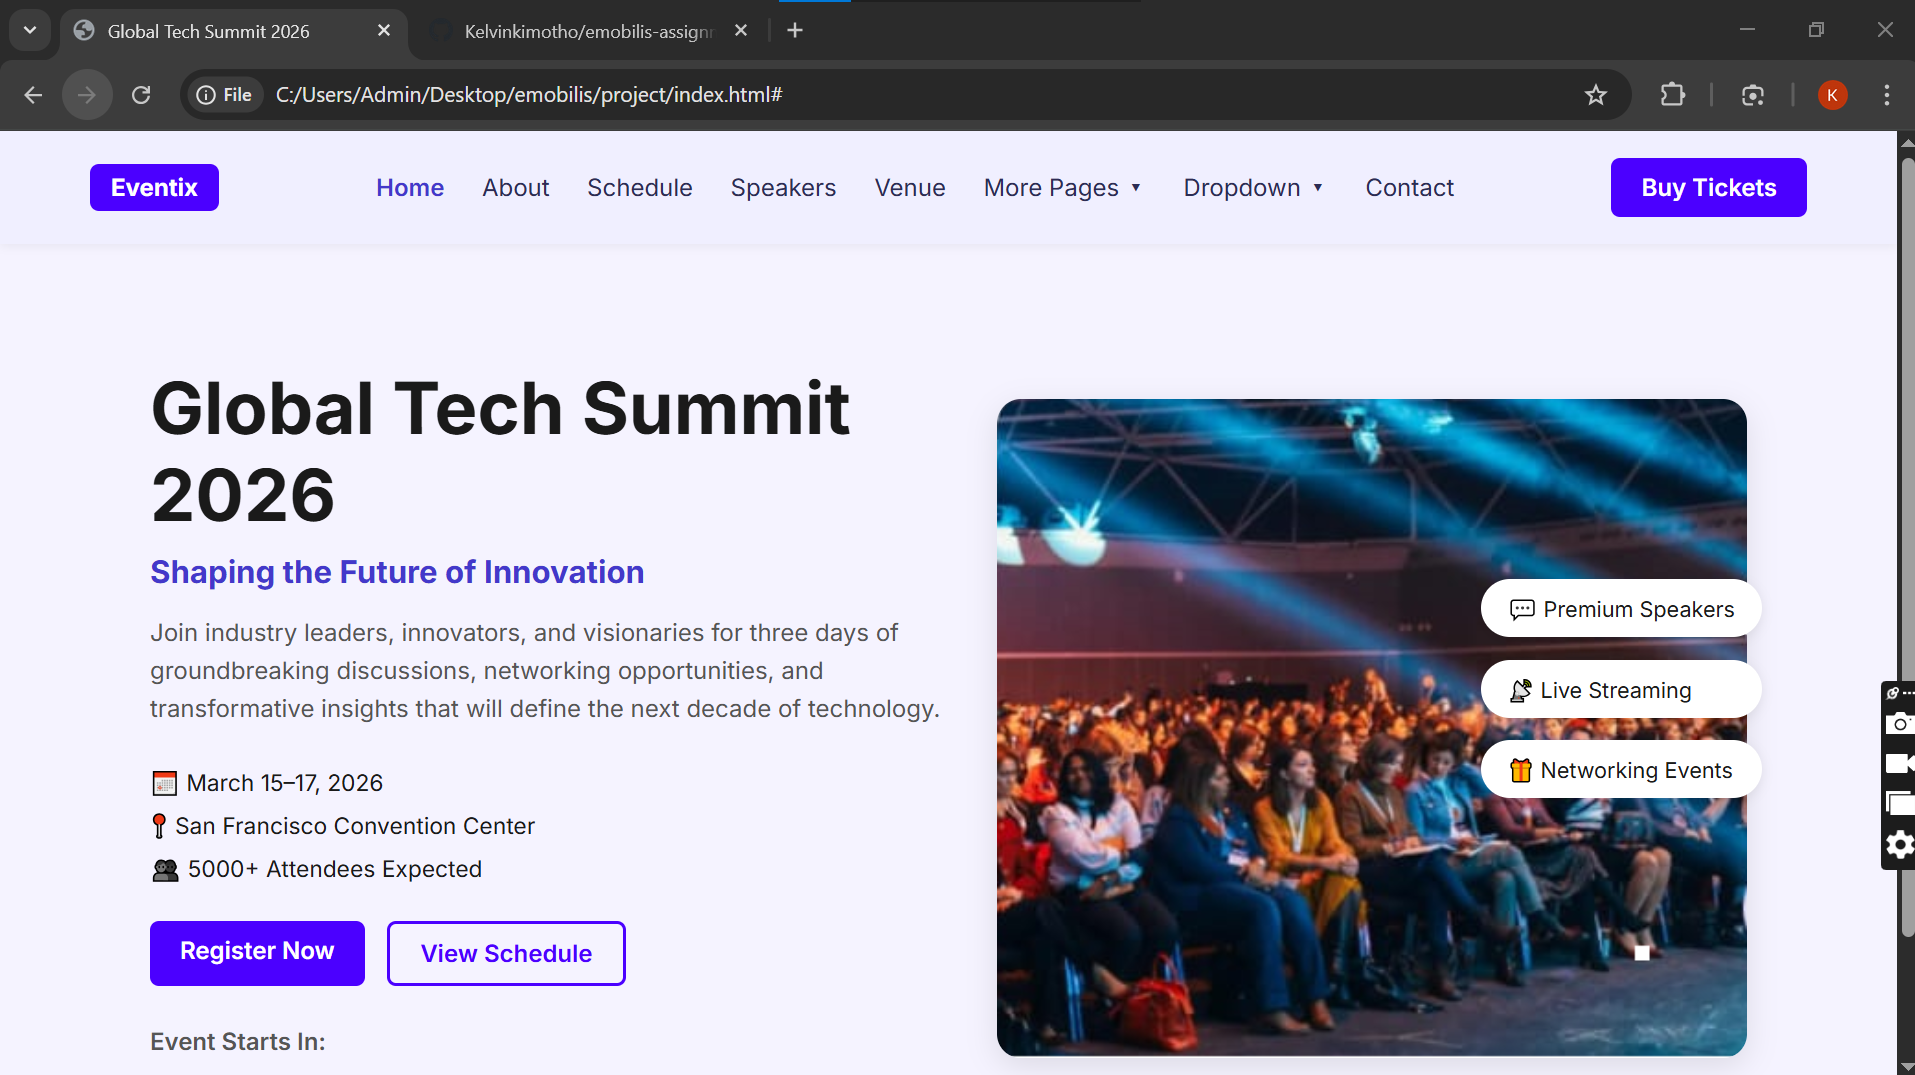 Global Tech Summit 2026
Kelvinkimotho/emobilis-assign
File
C:/Users/Admin/Desktop/emobilis/project/index.html#
K
Eventix
Home
About
Schedule
Speakers
Venue
More Pages ▼
Dropdown ▼
Contact
Buy Tickets
Global Tech Summit
2026
Shaping the Future of Innovation
Join industry leaders, innovators, and visionaries for three days of
groundbreaking discussions, networking opportunities, and
transformative insights that will define the next decade of technology.
March 15–17, 2026
San Francisco Convention Center
5000+ Attendees Expected
Register Now
View Schedule
Event Starts In:
Premium Speakers
Live Streaming
Networking Events